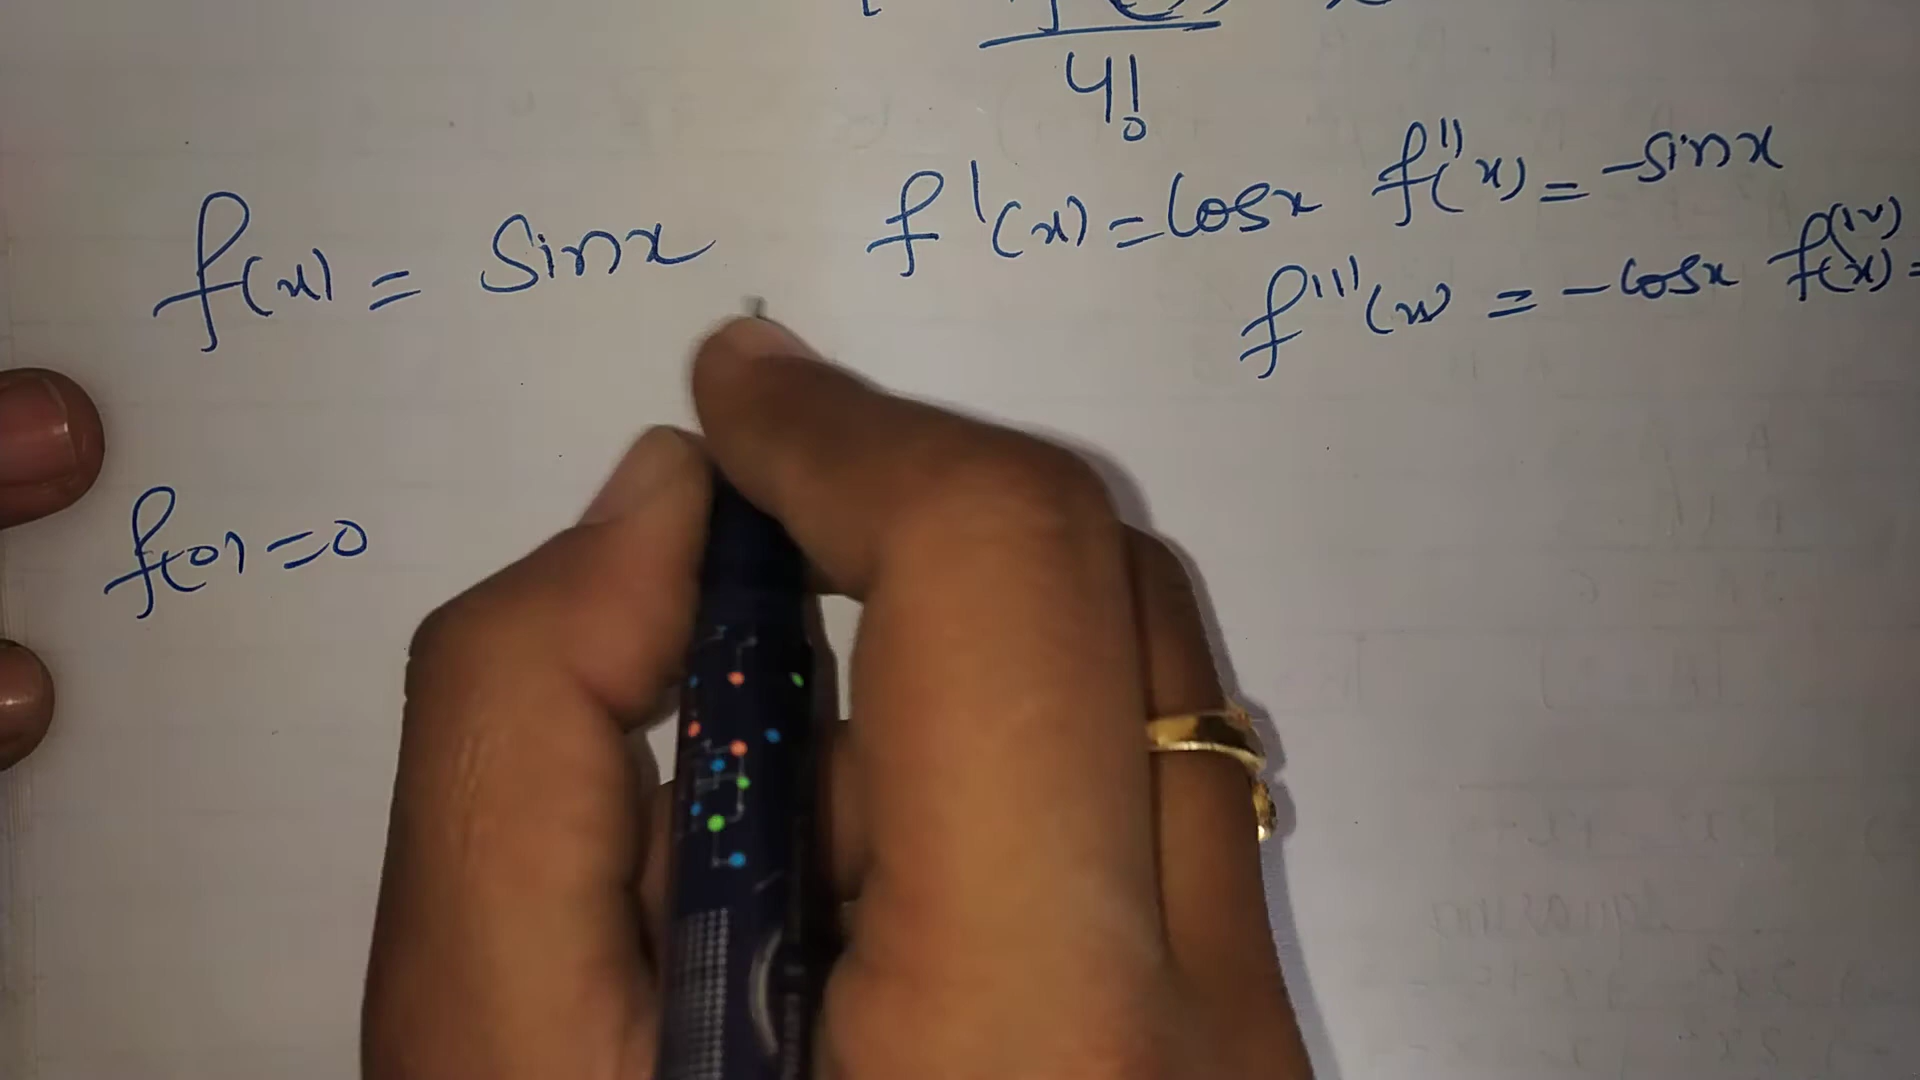 4!
f(x) = sinx f'(x) = cosx f''(x) = -sinx
f'''(x) = -cosx f(iv)(x) =
f(0) = 0